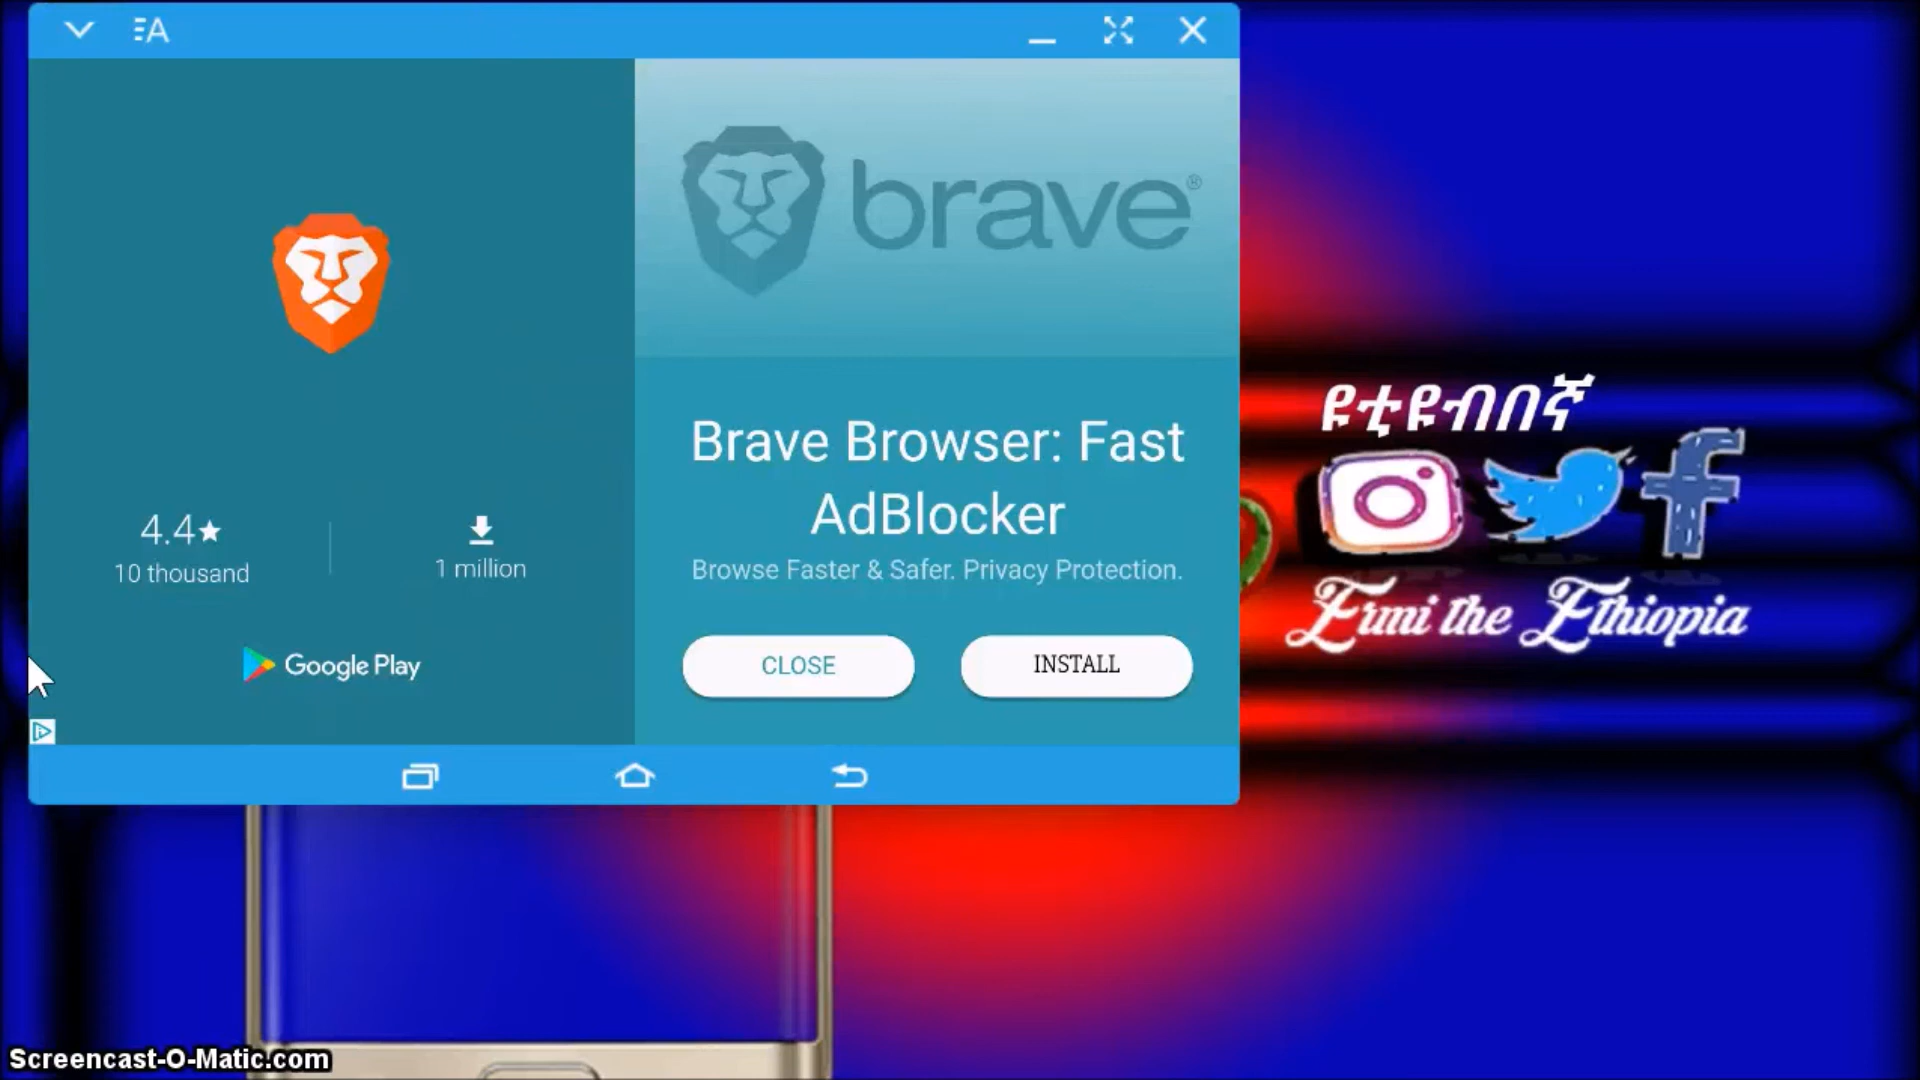 A
brave®
Brave Browser: Fast
AdBlocker
Browse Faster & Safer. Privacy Protection.
4.4★
10 thousand
1 million
Google Play
CLOSE
INSTALL
ዩቲዩብበኛ
Ermi the Ethiopia
Screencast-O-Matic.com